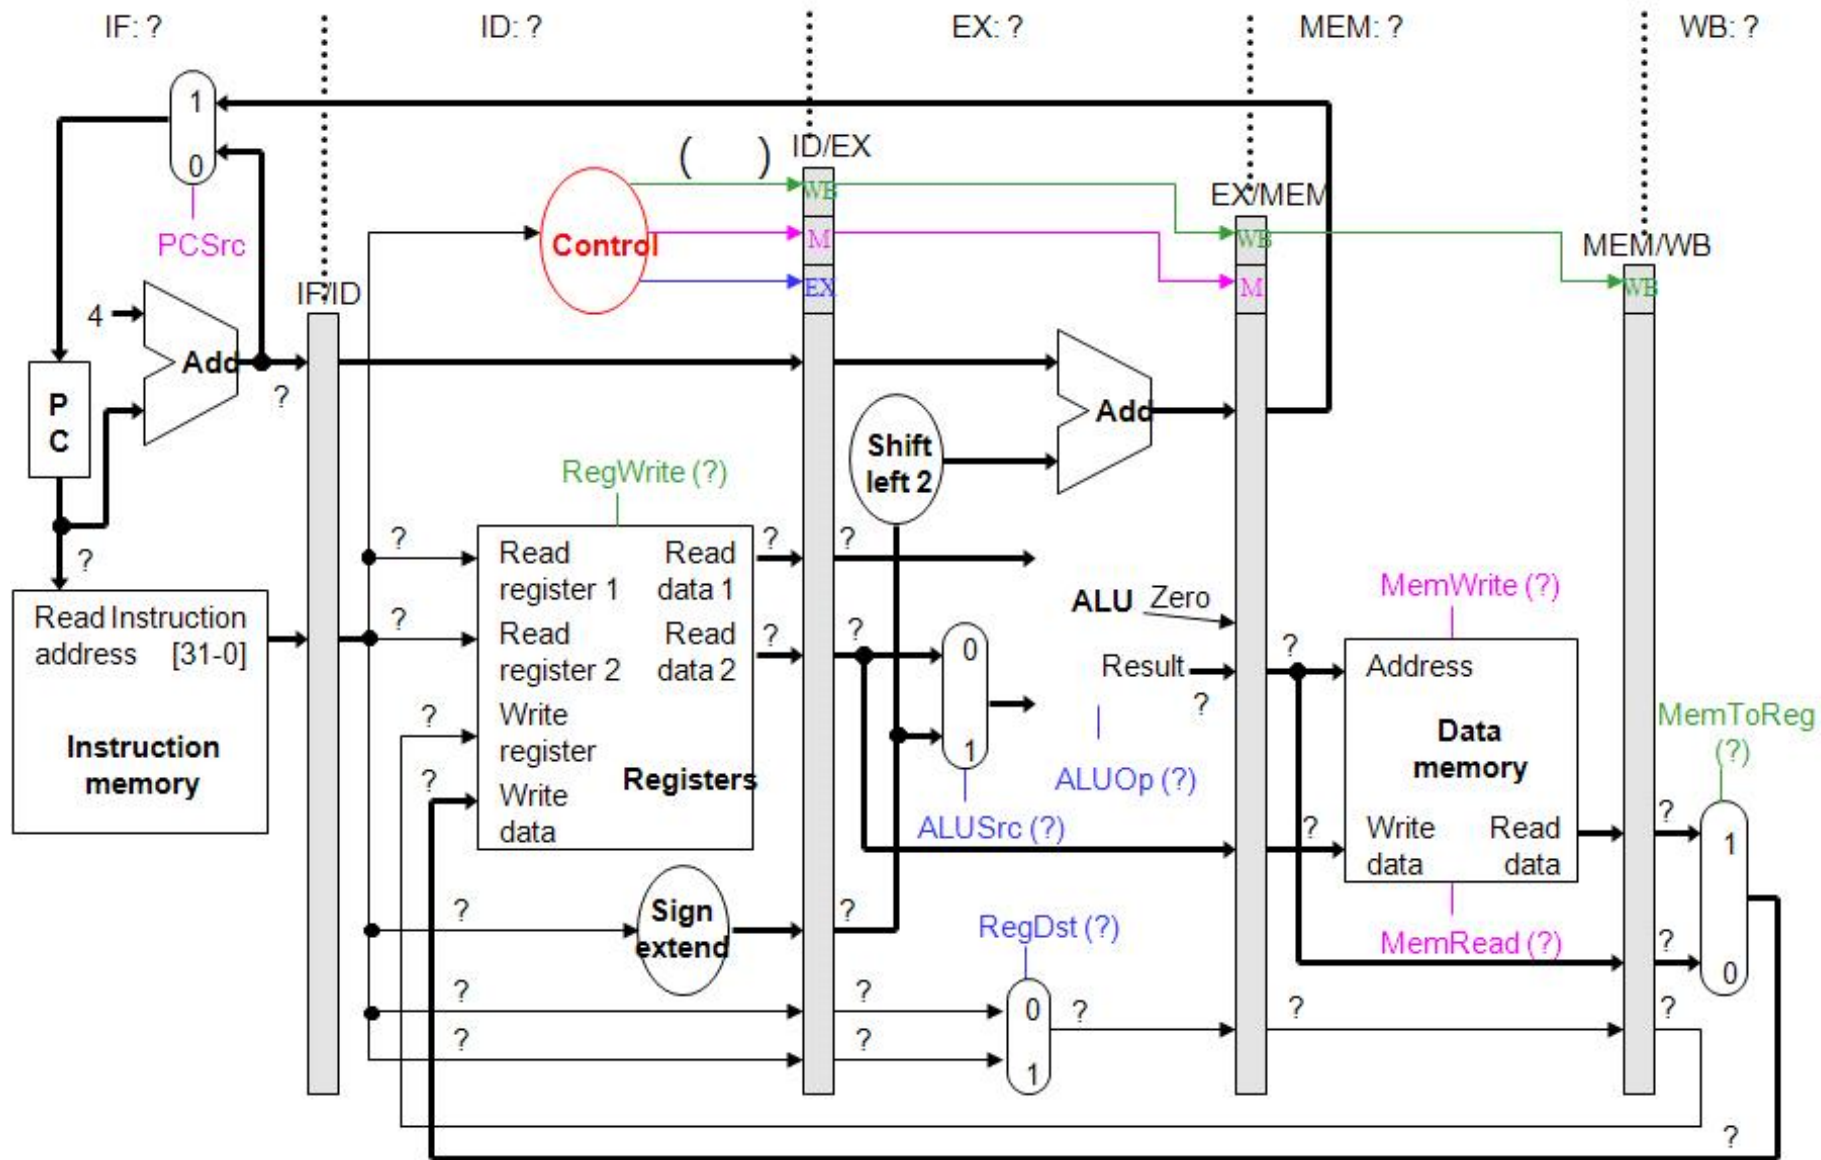 IF: ?
ID: ?
EX: ?
MEM: ?
WB: ?
1
0
PCSrc
( )
ID/EX
WB
M
EX
Control
EX/MEM
WB
M
MEM/WB
WB
IF/ID
4
Add
?
P
C
?
Add
Shift
left 2
RegWrite (?)
?
?
?
?
Read
register 1
Read
data 1
Read
register 2
Read
data 2
Write
register
Write
data
Registers
?
?
?
?
Read Instruction
address [31-0]
Instruction
memory
0
1
ALUSrc (?)
ALU
Zero
Result
?
ALUOp (?)
?
MemWrite (?)
Address
Data
memory
Write
data
Read
data
?
MemRead (?)
MemToReg
(?)
?
1
0
?
?
Sign
extend
?
RegDst (?)
?
?
0
1
?
?
?
?
?
?